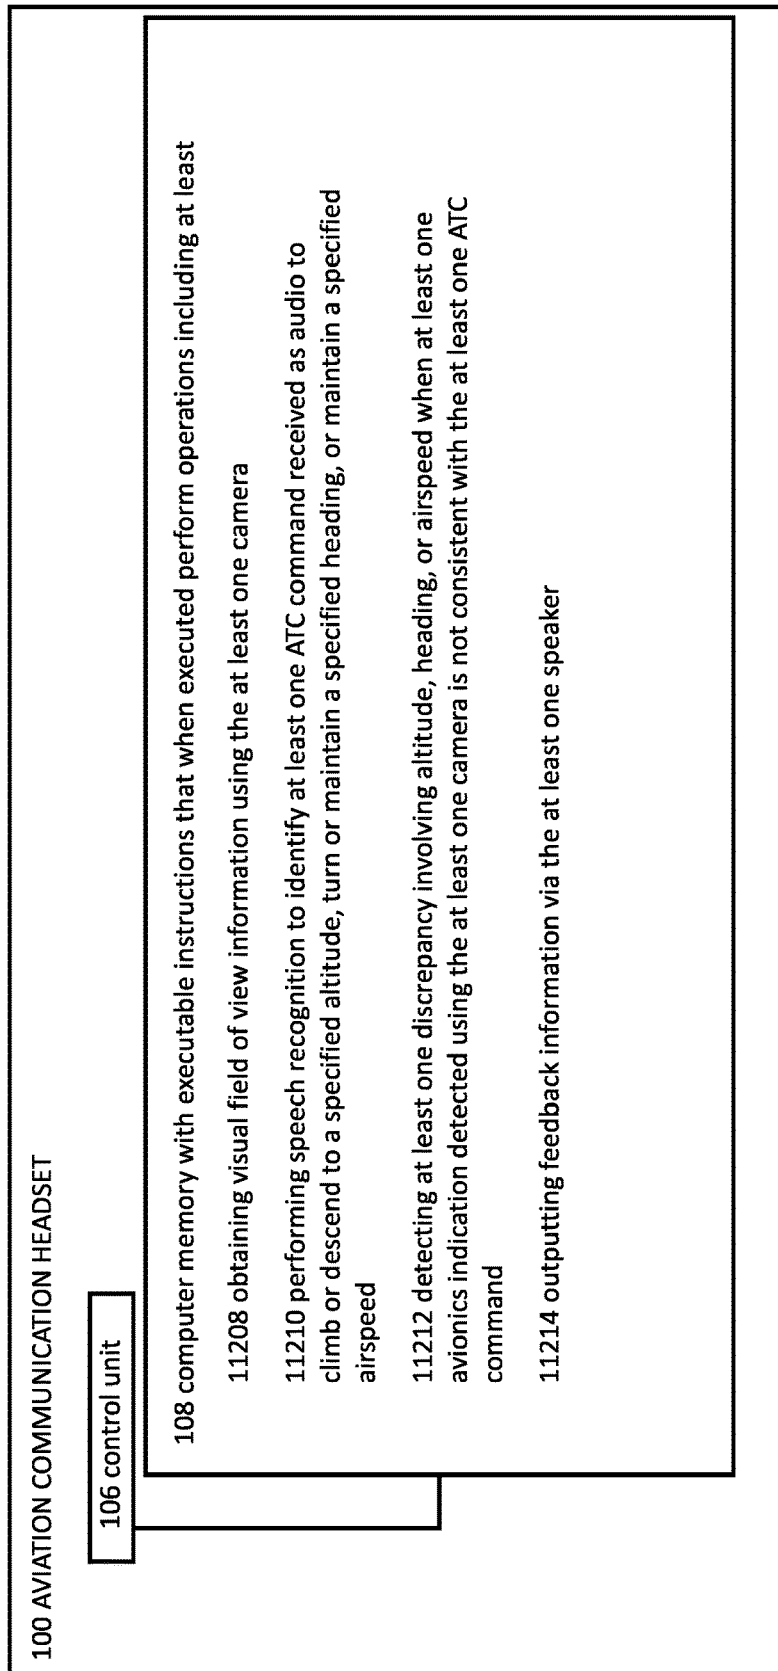 100 AVIATION COMMUNICATION HEADSET
106 control unit
108 computer memory with executable instructions that when executed perform operations including at least
11208 obtaining visual field of view information using the at least one camera
11210 performing speech recognition to identify at least one ATC command received as audio to
climb or descend to a specified altitude, turn or maintain a specified heading, or maintain a specified
airspeed
11212 detecting at least one discrepancy involving altitude, heading, or airspeed when at least one
avionics indication detected using the at least one camera is not consistent with the at least one ATC
command
11214 outputting feedback information via the at least one speaker